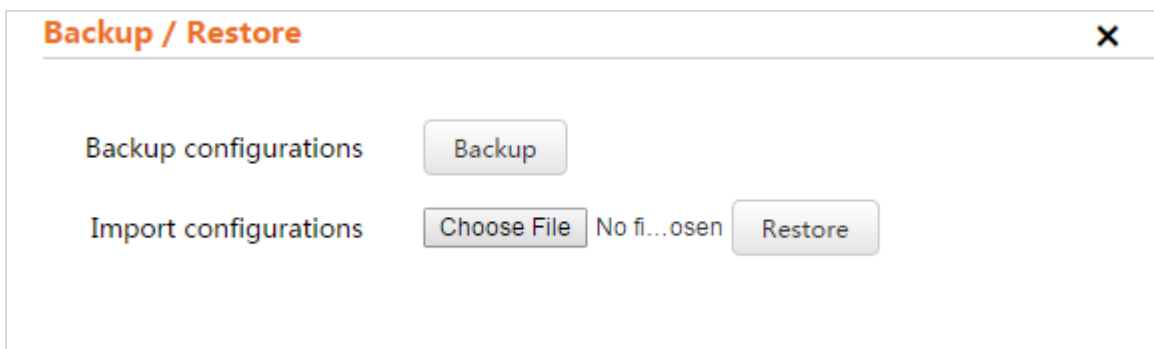 Backup / Restore ×
Backup configurations Backup
Import configurations Choose File No fi...osen Restore